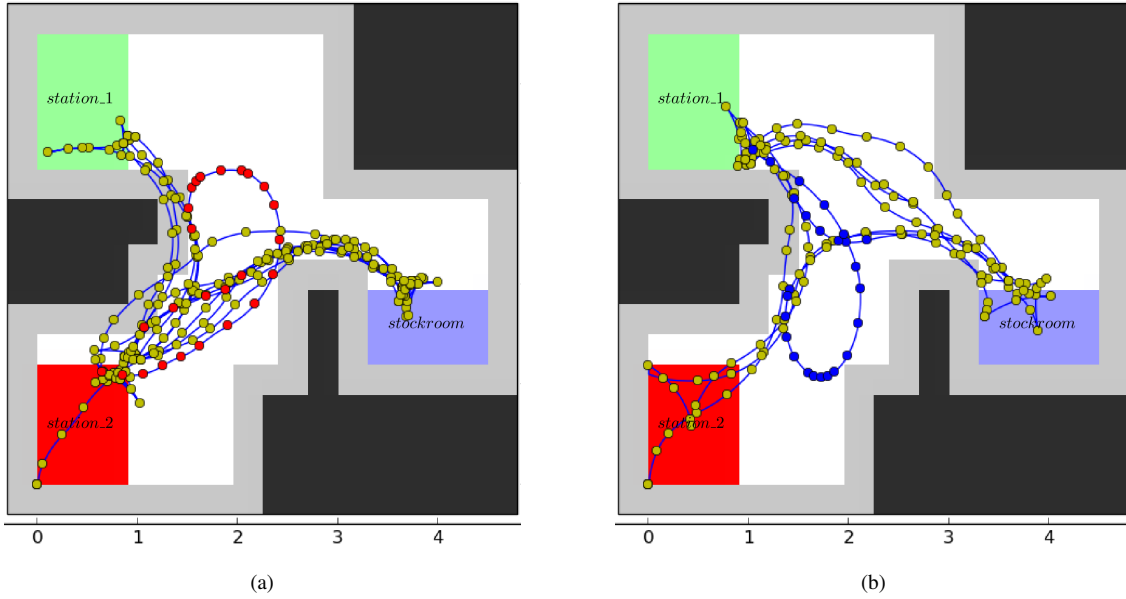 station_1
station_2
stockroom
0 1 2 3 4
(a)
station_1
station_2
stockroom
0 1 2 3 4
(b)